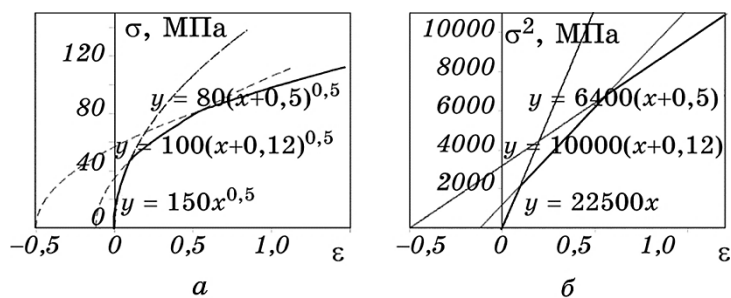 σ, МПа
120
80
40
0
y = 80(x+0,5)^0,5
y = 100(x+0,12)^0,5
y = 150x^0,5
−0,5 0 0,5 1,0 ε
а
σ², МПа
10000
8000
6000
4000
2000
y = 6400(x+0,5)
y = 10000(x+0,12)
y = 22500x
−0,5 0 0,5 1,0 ε
б